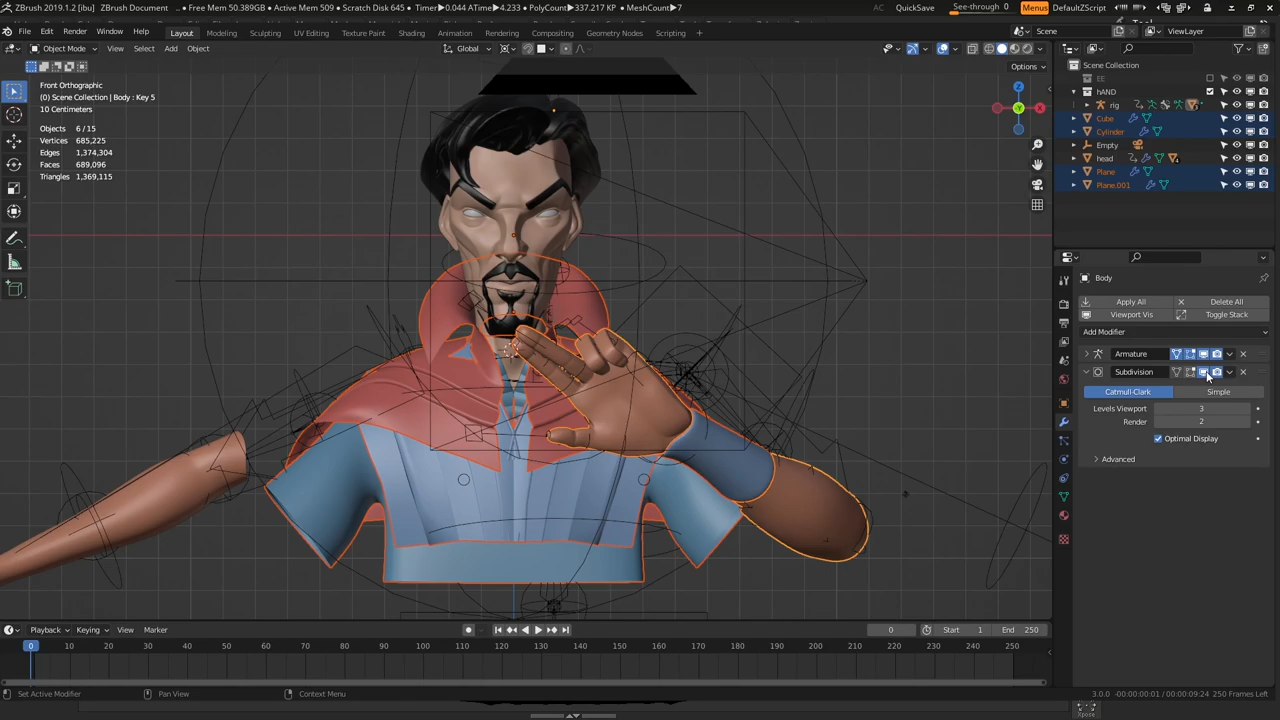 ZBrush 2019.1.2 [ibu] ZBrush Document .. • Free Mem 50.389GB • Active Mem 509 • Scratch Disk 645 • Timer▶0.044 ATime▶4.233 • PolyCount▶337.217 KP • MeshCount▶7 AC QuickSave See-through 0 Menus DefaultZScript
File Edit Render Window Help Layout Modeling Sculpting UV Editing Texture Paint Shading Animation Rendering Compositing Geometry Nodes Scripting Scene ViewLayer
Object Mode View Select Add Object Global
Options
Front Orthographic
(0) Scene Collection | Body : Key 5
10 Centimeters
Objects 6 / 15
Vertices 685,225
Edges 1,374,304
Faces 689,096
Triangles 1,369,115
Z
Y
X
Scene Collection
EE
hAND
rig
Cube
Cylinder
Empty
head
Plane
Plane.001
Body
Apply All Delete All
Viewport Vis Toggle Stack
Add Modifier
Armature
Subdivision
Catmull-Clark Simple
Levels Viewport 3
Render 2
Optimal Display
Advanced
Playback Keying View Marker 0 Start 1 End 250
0 10 20 30 40 50 60 70 80 90 100 110 120 130 140 150 160 170 180 190 200 210 220 230 240 250
Set Active Modifier Pan View Context Menu 3.0.0 -00:00:00:01 / 00:00:09:24 250 Frames Left
Xpose